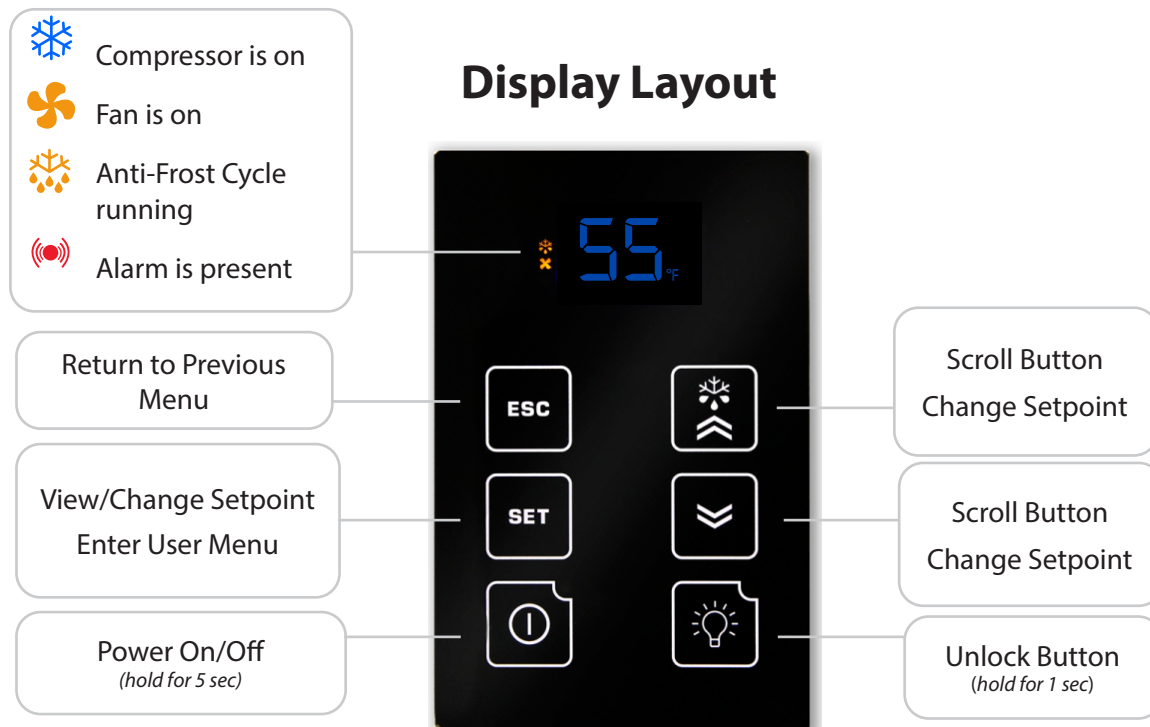 Compressor is on
Fan is on
Anti-Frost Cycle
running
Alarm is present
Display Layout
55 °F
Return to Previous
Menu
ESC
Scroll Button
Change Setpoint
View/Change Setpoint
Enter User Menu
SET
Scroll Button
Change Setpoint
Power On/Off
(hold for 5 sec)
Unlock Button
(hold for 1 sec)